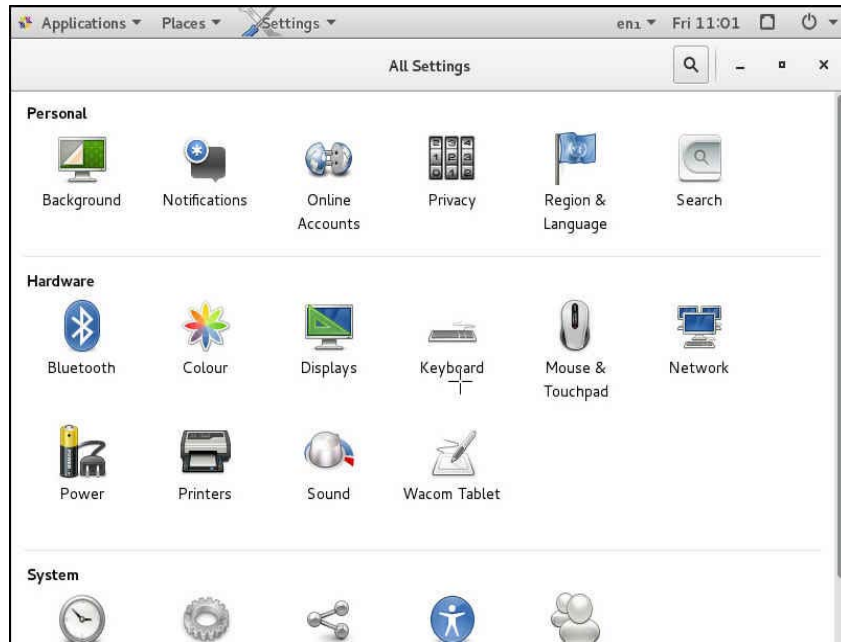 Applications Places Settings en₁ Fri 11:01
All Settings
Personal
Background Notifications Online Accounts Privacy Region & Language Search
Hardware
Bluetooth Colour Displays Keyboard Mouse & Touchpad Network
Power Printers Sound Wacom Tablet
System